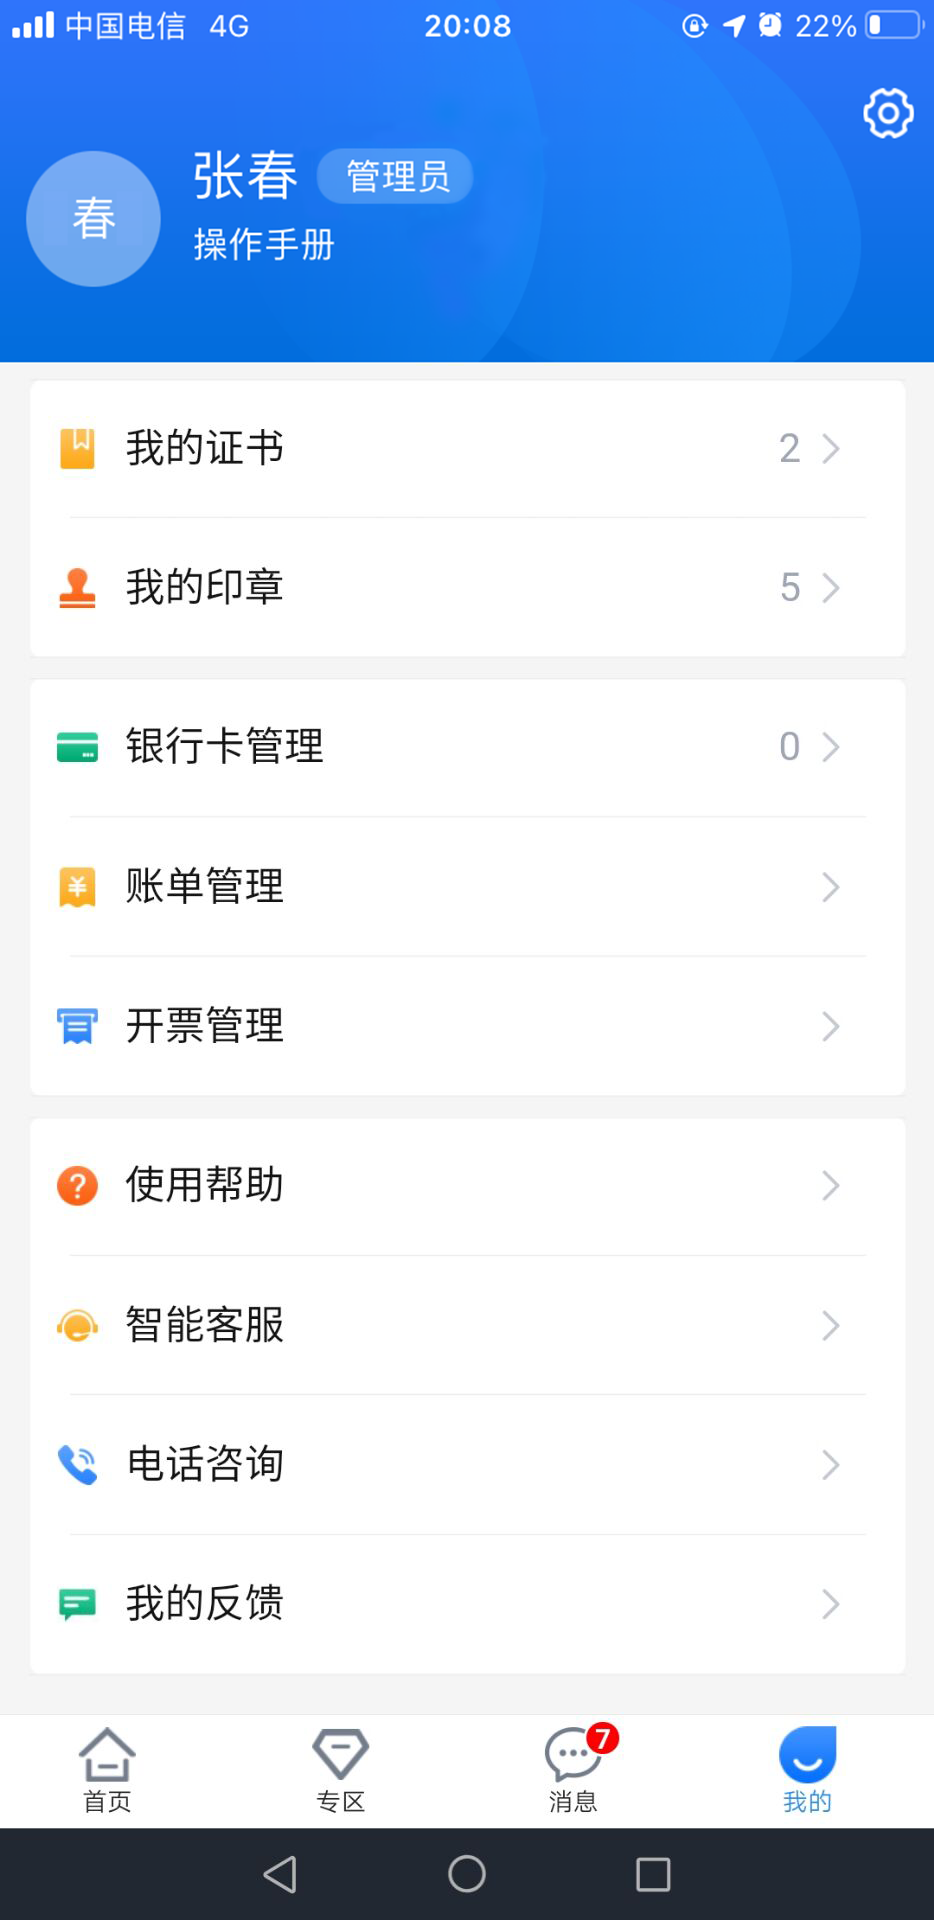 中国电信 4G 20:08 22%
张春 管理员
春
操作手册
我的证书 2
我的印章 5
银行卡管理 0
账单管理
开票管理
使用帮助
智能客服
电话咨询
我的反馈
7
首页 专区 消息 我的